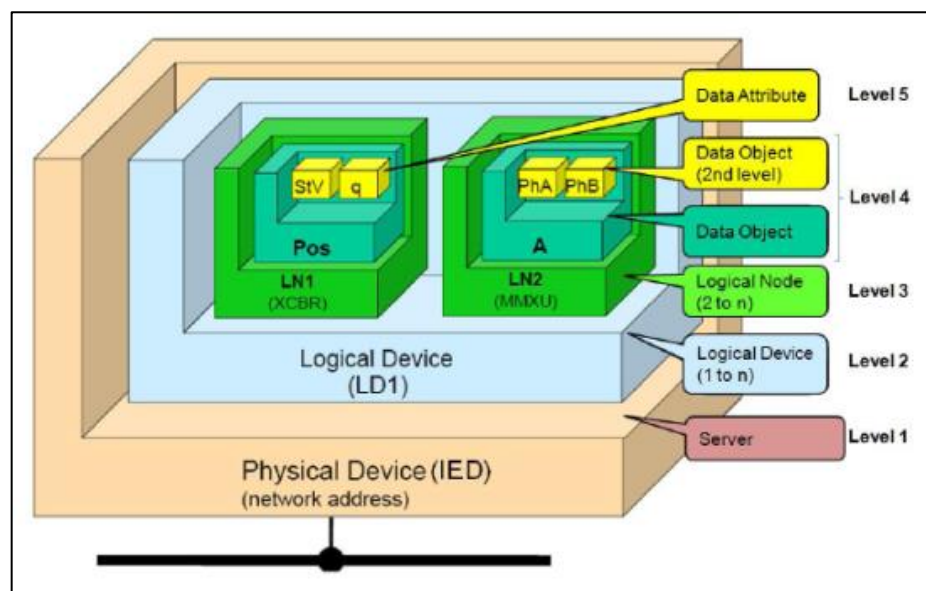 Data Attribute
Level 5
StV
q
PhA
PhB
Data Object
(2nd level)
Level 4
Pos
A
Data Object
LN1
(XCBR)
LN2
(MMXU)
Logical Node
(2 to n)
Level 3
Logical Device
(LD1)
Logical Device
(1 to n)
Level 2
Server
Level 1
Physical Device (IED)
(network address)